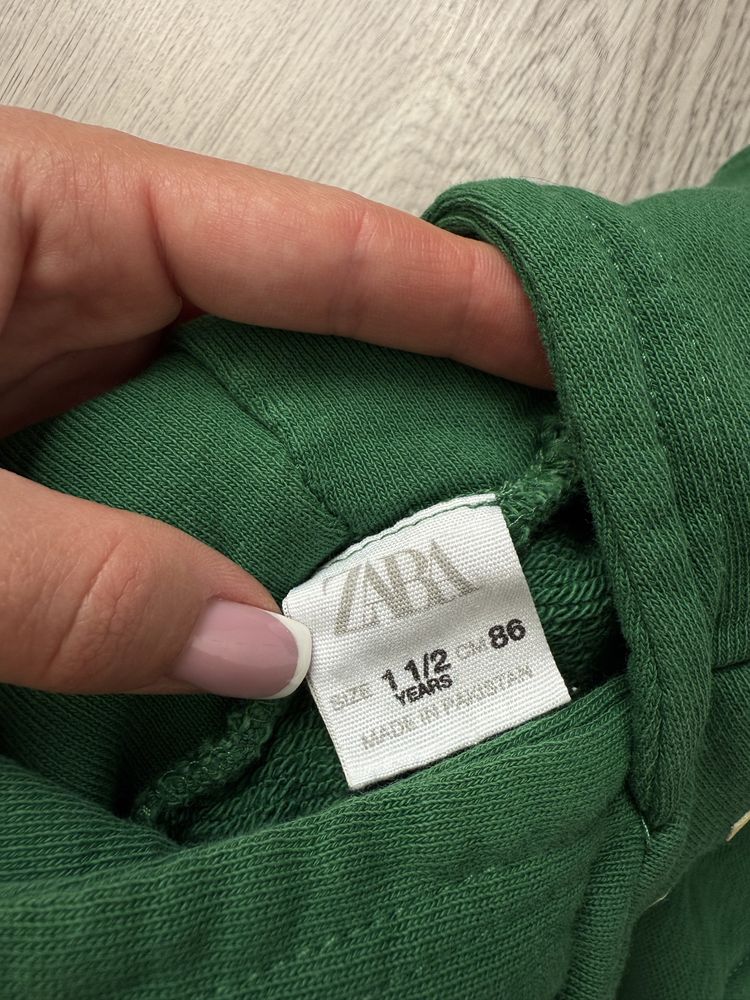 ZARA
SIZE 1 1/2 CM 86
YEARS
MADE IN PAKISTAN